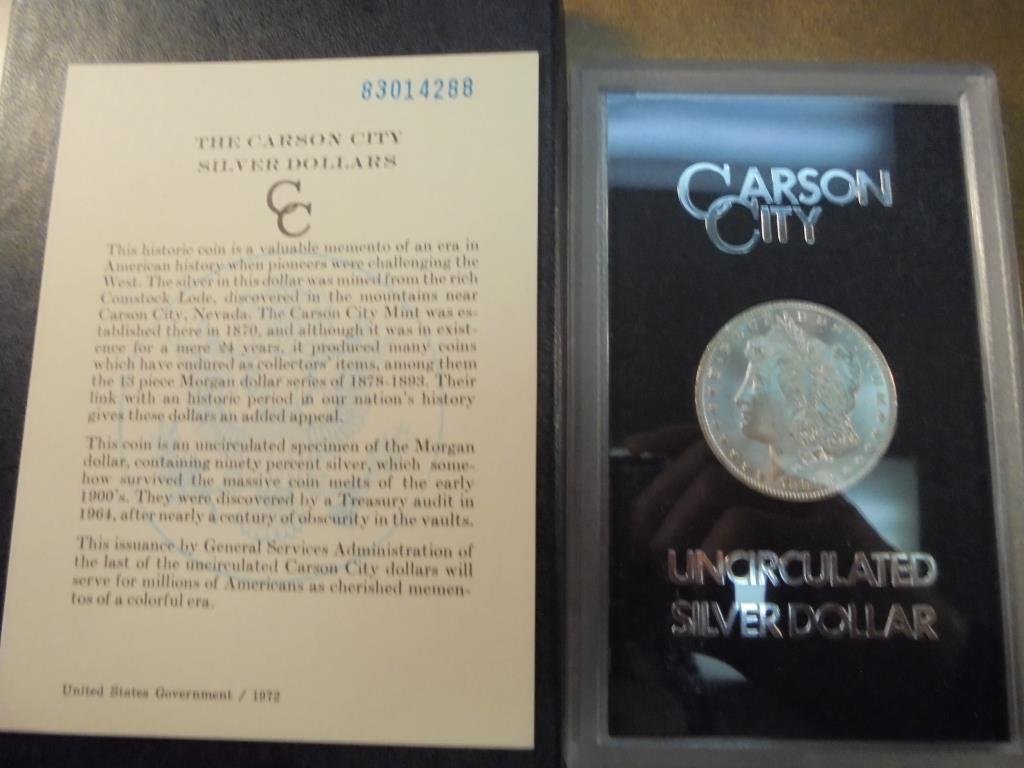 83014288
THE CARSON CITY
SILVER DOLLARS
CC
This historic coin is a valuable memento of an era in
American history when pioneers were challenging the
West. The silver in this dollar was mined from the rich
Comstock Lode, discovered in the mountains near
Carson City, Nevada. The Carson City Mint was es-
tablished there in 1870, and although it was in exist-
ence for a mere 24 years, it produced many coins
which have endured as collectors' items, among them
the 13 piece Morgan dollar series of 1878-1893. Their
link with an historic period in our nation's history
gives these dollars an added appeal.
This coin is an uncirculated specimen of the Morgan
dollar, containing ninety percent silver, which some-
how survived the massive coin melts of the early
1900's. They were discovered by a Treasury audit in
1964, after nearly a century of obscurity in the vaults.
This issuance by General Services Administration of
the last of the uncirculated Carson City dollars will
serve for millions of Americans as cherished memen-
tos of a colorful era.
United States Government / 1972
CARSON
CITY
UNCIRCULATED
SILVER DOLLAR